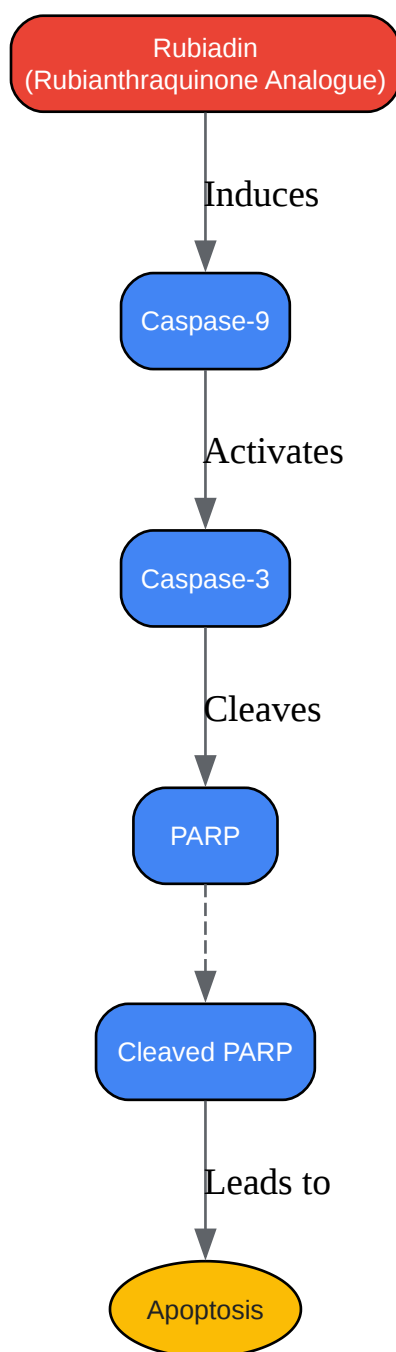 Rubiadin
(Rubianthraquinone Analogue)
Induces
Caspase-9
Activates
Caspase-3
Cleaves
PARP
Cleaved PARP
Leads to
Apoptosis